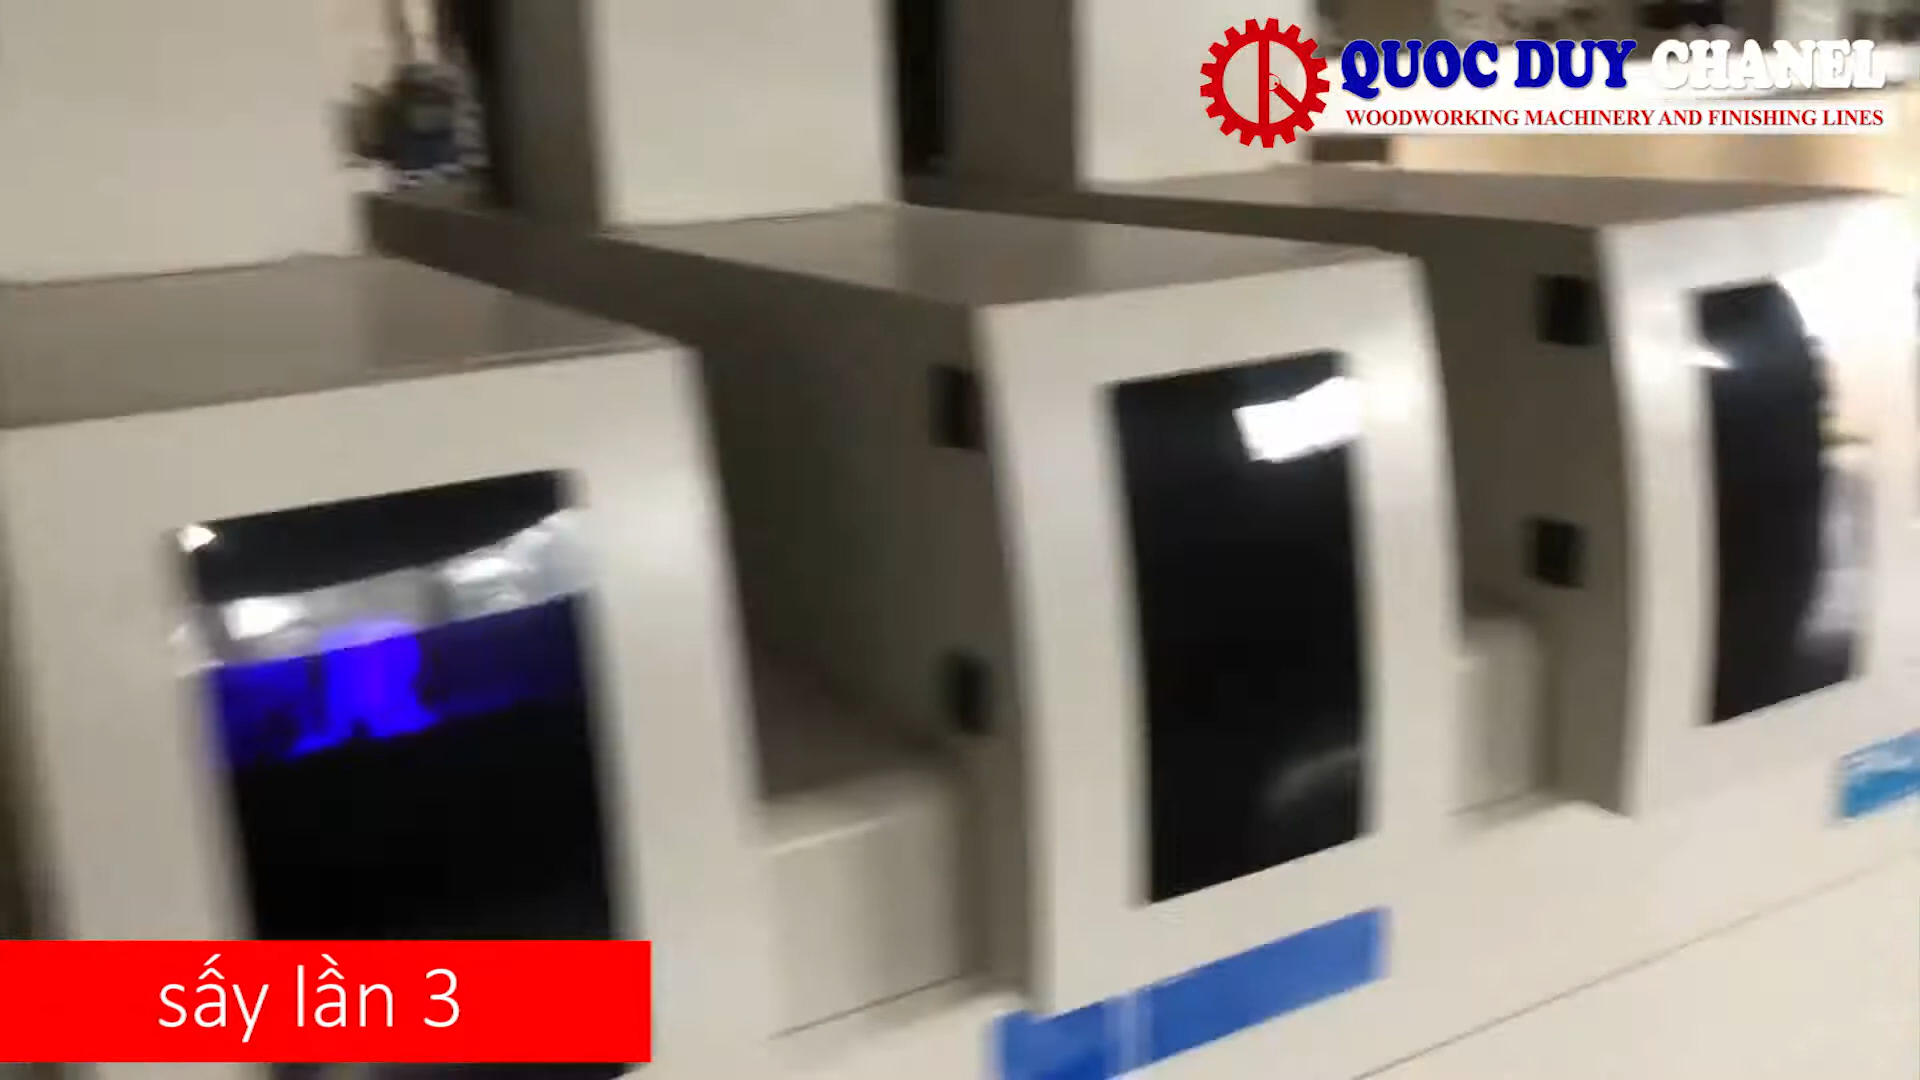 QUOC DUY CHANEL
WOODWORKING MACHINERY AND FINISHING LINES
sấy lần 3